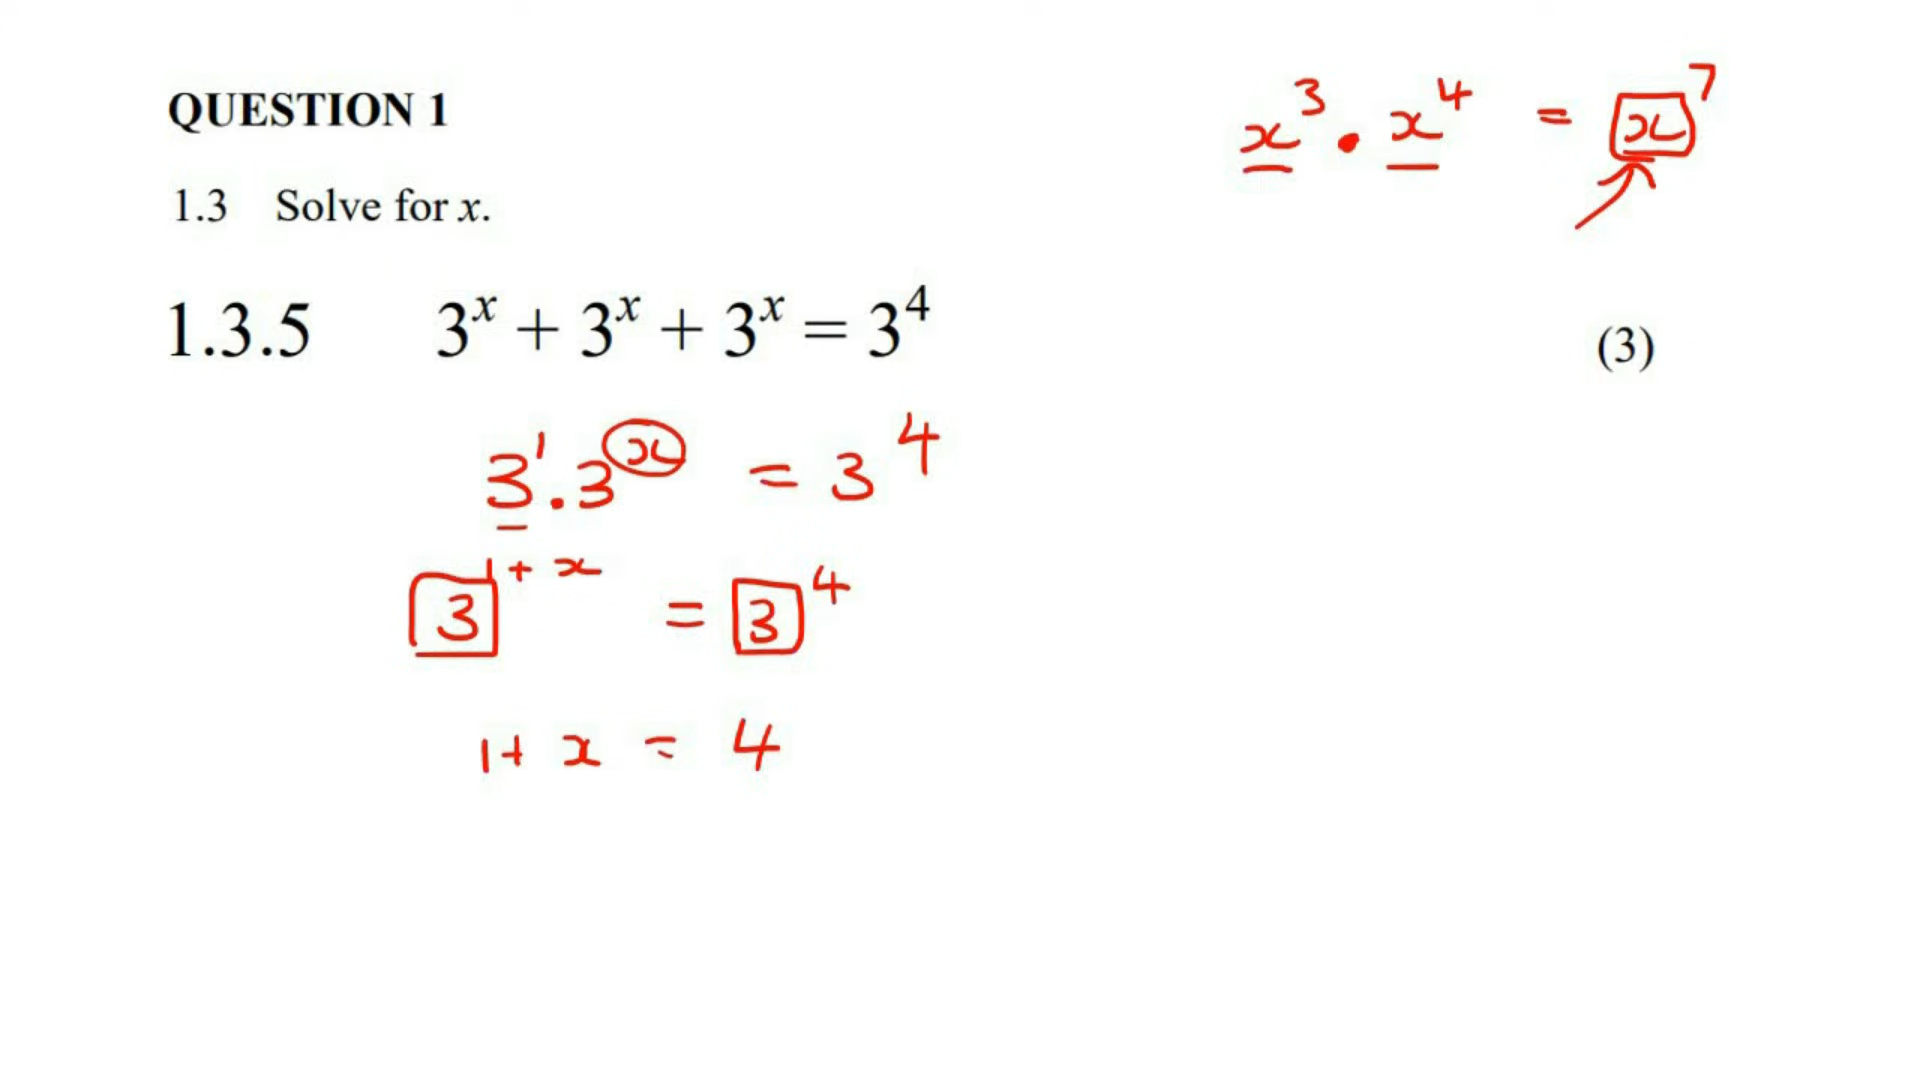 QUESTION 1
x³ · x⁴ = x⁷
1.3 Solve for x.
1.3.5 3ˣ + 3ˣ + 3ˣ = 3⁴ (3)
3¹ . 3ˣ = 3⁴
3¹⁺ˣ = 3⁴
1 + x = 4